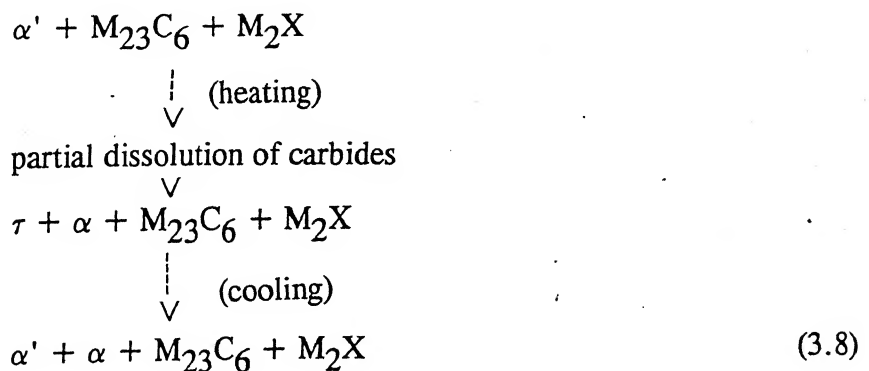 α' + M₂₃C₆ + M₂X
(heating)
partial dissolution of carbides
τ + α + M₂₃C₆ + M₂X
(cooling)
α' + α + M₂₃C₆ + M₂X (3.8)